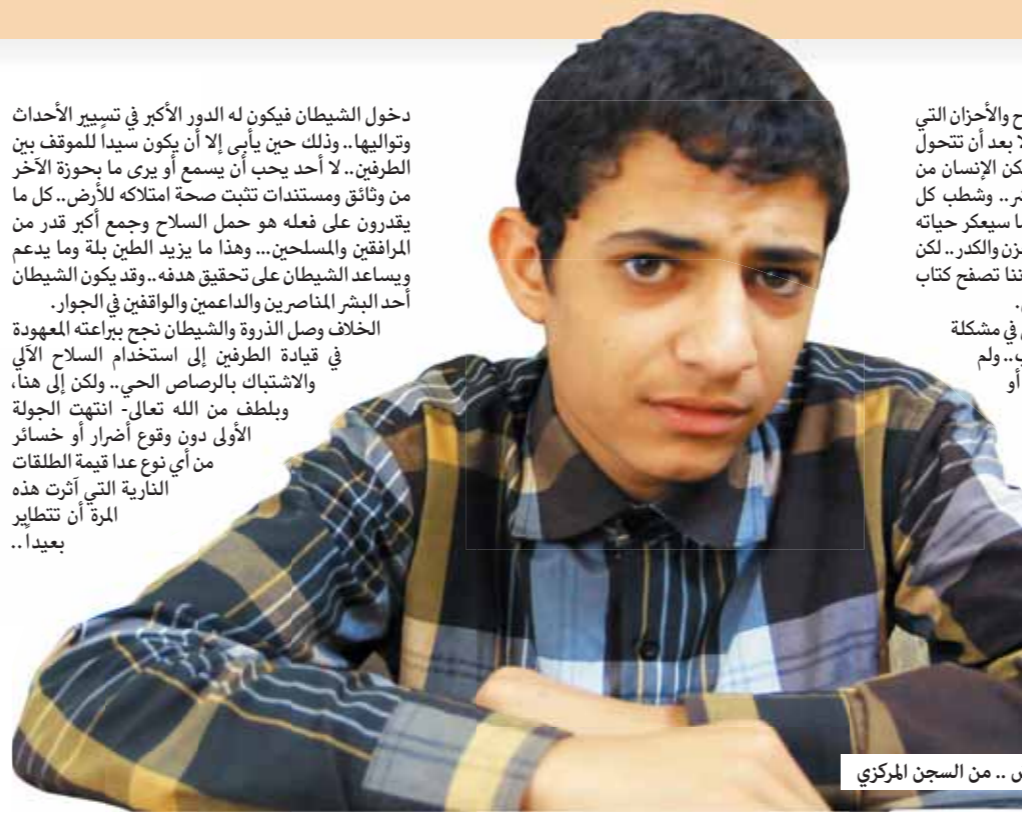 ح والأحزان التي
لا بعد أن تتحول
كن الإنسان من
شر.. وشطب كل
ما سيعكر حياته
زن والكدر.. لكن
تنا تصفح كتاب
.
ن في مشكلة
ب.. ولم
أو
دخول الشيطان فيكون له الدور الأكبر في تسيير الأحداث
وتواليها.. وذلك حين يأبى إلا أن يكون سيداً للموقف بين
الطرفين.. لا أحد يحب أن يسمع أو يرى ما بحوزة الآخر
من وثائق ومستندات تثبت صحة امتلاكه للأرض.. كل ما
يقدرون على فعله هو حمل السلاح وجمع أكبر قدر من
المرافقين والمسلحين... وهذا ما يزيد الطين بلة وما يدعم
ويساعد الشيطان على تحقيق هدفه.. وقد يكون الشيطان
أحد البشر المناصرين والداعمين والواقفين في الجوار.
الخلاف وصل الذروة والشيطان نجح ببراعته المعهودة
في قيادة الطرفين إلى استخدام السلاح الآلي
والاشتباك بالرصاص الحي.. ولكن إلى هنا،
وبلطف من الله تعالى- انتهت الجولة
الأولى دون وقوع أضرار أو خسائر
من أي نوع عدا قيمة الطلقات
النارية التي آثرت هذه
المرة أن تتطاير
بعيداً..
.. من السجن المركزي